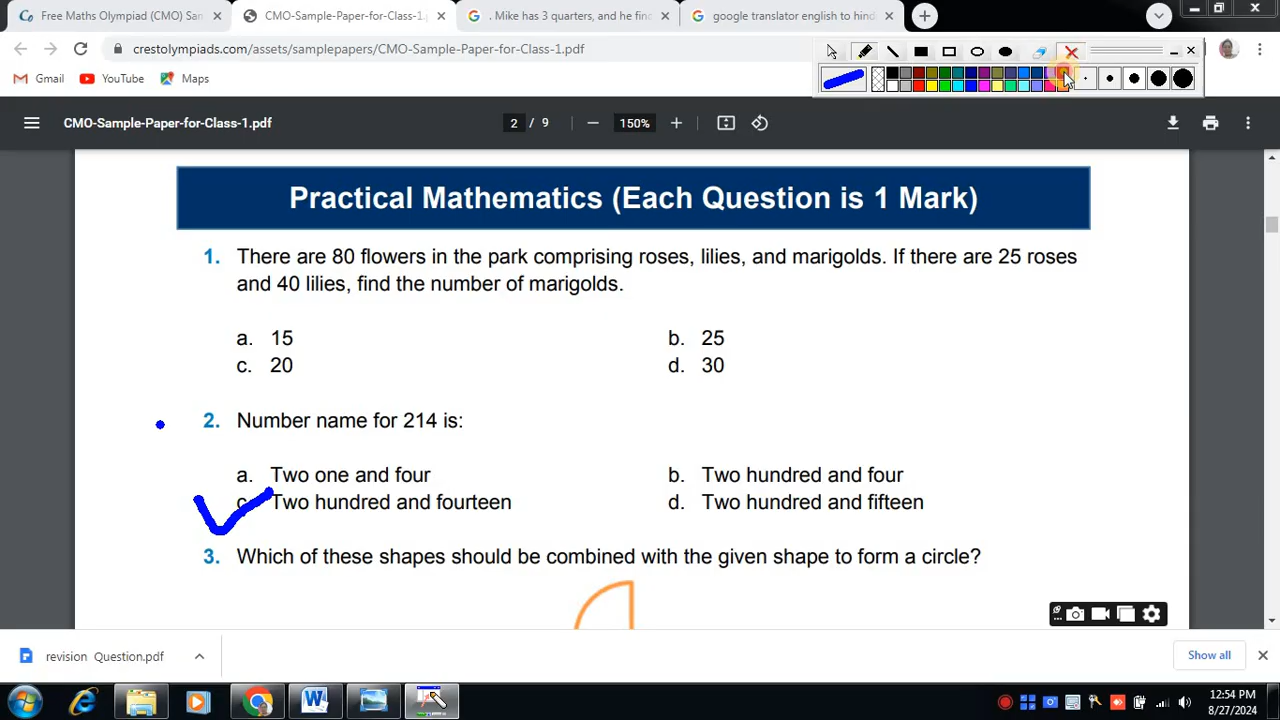 Free Maths Olympiad (CMO) San
CMO-Sample-Paper-for-Class-1.p
. Mike has 3 quarters, and he fin
google translator english to hind
crestolympiads.com/assets/samplepapers/CMO-Sample-Paper-for-Class-1.pdf
Gmail
YouTube
Maps
CMO-Sample-Paper-for-Class-1.pdf
2 / 9
150%
Practical Mathematics (Each Question is 1 Mark)
1. There are 80 flowers in the park comprising roses, lilies, and marigolds. If there are 25 roses
and 40 lilies, find the number of marigolds.
a. 15
b. 25
c. 20
d. 30
2. Number name for 214 is:
a. Two one and four
b. Two hundred and four
c. Two hundred and fourteen
d. Two hundred and fifteen
3. Which of these shapes should be combined with the given shape to form a circle?
revision Question.pdf
Show all
12:54 PM
8/27/2024